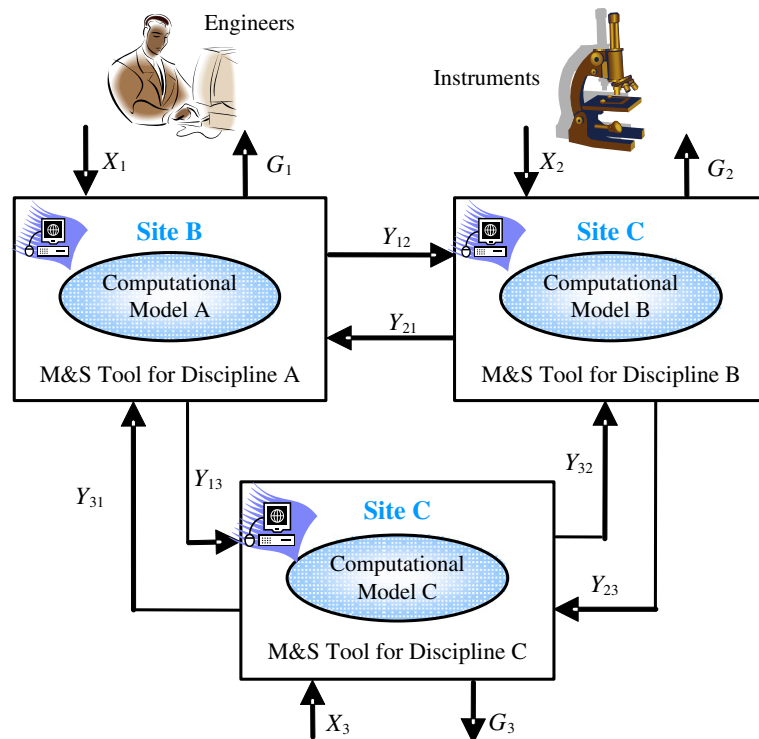 Engineers
Instruments
X1
G1
X2
G2
Site B
Computational
Model A
M&S Tool for Discipline A
Y12
Y21
Site C
Computational
Model B
M&S Tool for Discipline B
Y31
Y13
Y32
Y23
Site C
Computational
Model C
M&S Tool for Discipline C
X3
G3